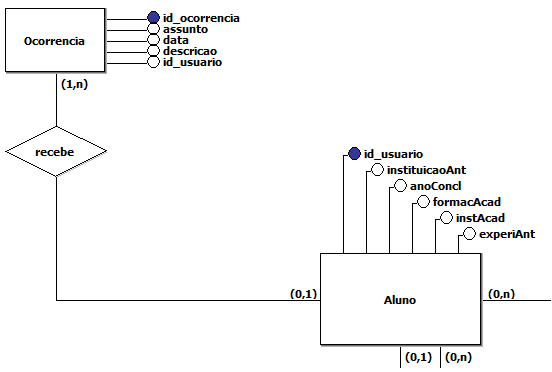 Ocorrencia
id_ocorrencia
assunto
data
descricao
id_usuario
(1,n)
recebe
id_usuario
instituicaoAnt
anoConcl
formacAcad
instAcad
experiAnt
(0,1)
Aluno
(0,n)
(0,1)
(0,n)